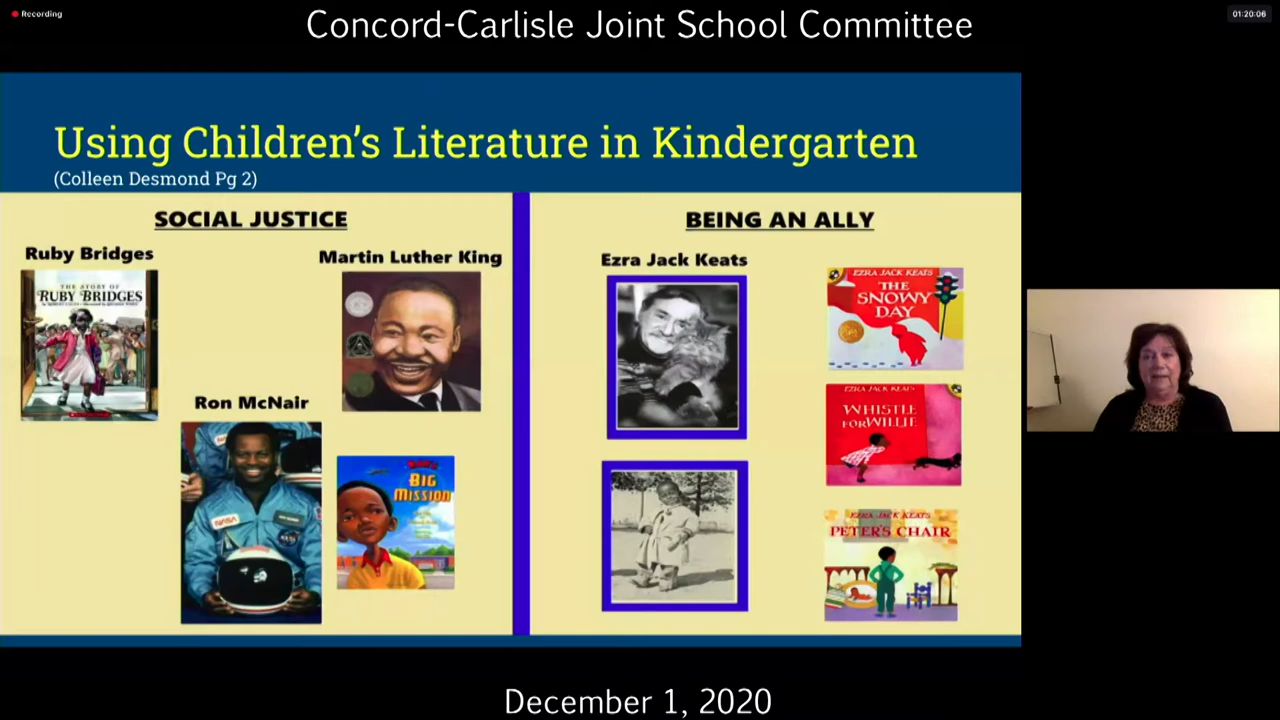 Recording
01:20:06
Concord-Carlisle Joint School Committee
Using Children's Literature in Kindergarten
(Colleen Desmond Pg 2)
SOCIAL JUSTICE
Ruby Bridges
Martin Luther King
THE STORY OF
RUBY BRIDGES
Ron McNair
NASA
BIG
MISSION
BEING AN ALLY
Ezra Jack Keats
EZRA JACK KEATS
THE
SNOWY
DAY
EZRA JACK KEATS
WHISTLE
FOR WILLIE
EZRA JACK KEATS
PETER'S CHAIR
December 1, 2020